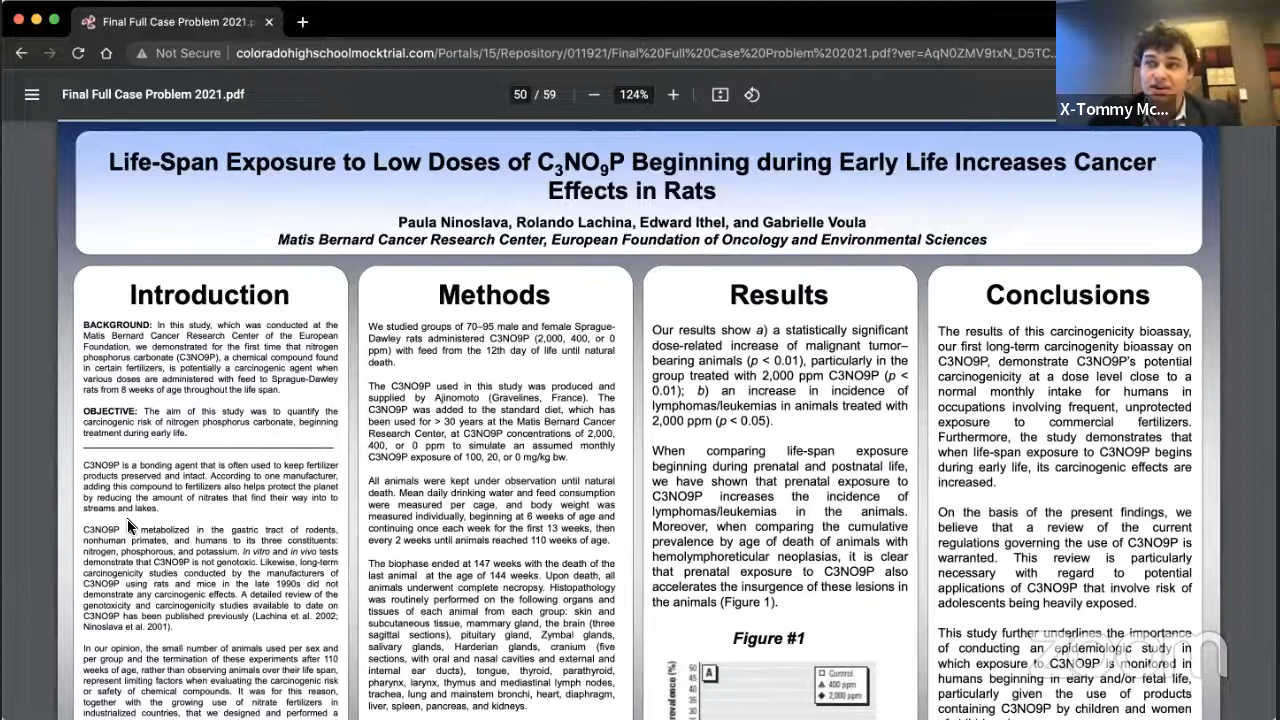 Final Full Case Problem 2021.p
Not Secure
coloradohighschoolmocktrial.com/Portals/15/Repository/011921/Final%20Full%20Case%20Problem%202021.pdf?ver=AqN0ZMV9txN_D5TC...
Final Full Case Problem 2021.pdf
50 / 59
124%
X-Tommy Mc...
Life-Span Exposure to Low Doses of C3NO9P Beginning during Early Life Increases Cancer
Effects in Rats
Paula Ninoslava, Rolando Lachina, Edward Ithel, and Gabrielle Voula
Matis Bernard Cancer Research Center, European Foundation of Oncology and Environmental Sciences
Introduction
BACKGROUND: In this study, which was conducted at the
Matis Bernard Cancer Research Center of the European
Foundation, we demonstrated for the first time that nitrogen
phosphorus carbonate (C3NO9P), a chemical compound found
in certain fertilizers, is potentially a carcinogenic agent when
various doses are administered with feed to Sprague-Dawley
rats from 8 weeks of age throughout the life span.
OBJECTIVE: The aim of this study was to quantify the
carcinogenic risk of nitrogen phosphorus carbonate, beginning
treatment during early life.
C3NO9P is a bonding agent that is often used to keep fertilizer
products preserved and intact. According to one manufacturer,
adding this compound to fertilizers also helps protect the planet
by reducing the amount of nitrates that find their way into to
streams and lakes.
C3NO9P is metabolized in the gastric tract of rodents,
nonhuman primates, and humans to its three constituents:
nitrogen, phosphorous, and potassium. In vitro and in vivo tests
demonstrate that C3NO9P is not genotoxic. Likewise, long-term
carcinogenicity studies conducted by the manufacturers of
C3NO9P using rats and mice in the late 1990s did not
demonstrate any carcinogenic effects. A detailed review of the
genotoxicity and carcinogenicity studies available to date on
C3NO9P has been published previously (Lachina et al. 2002;
Ninoslava et al. 2001).
In our opinion, the small number of animals used per sex and
per group and the termination of these experiments after 110
weeks of age, rather than observing animals over their life span,
represent limiting factors when evaluating the carcinogenic risk
or safety of chemical compounds. It was for this reason,
together with the growing use of nitrate fertilizers in
industrialized countries, that we designed and performed a
Methods
We studied groups of 70–95 male and female Sprague-
Dawley rats administered C3NO9P (2,000, 400, or 0
ppm) with feed from the 12th day of life until natural
death.
The C3NO9P used in this study was produced and
supplied by Ajinomoto (Gravelines, France). The
C3NO9P was added to the standard diet, which has
been used for > 30 years at the Matis Bernard Cancer
Research Center, at C3NO9P concentrations of 2,000,
400, or 0 ppm to simulate an assumed monthly
C3NO9P exposure of 100, 20, or 0 mg/kg bw.
All animals were kept under observation until natural
death. Mean daily drinking water and feed consumption
were measured per cage, and body weight was
measured individually, beginning at 6 weeks of age and
continuing once each week for the first 13 weeks, then
every 2 weeks until animals reached 110 weeks of age.
The biophase ended at 147 weeks with the death of the
last animal at the age of 144 weeks. Upon death, all
animals underwent complete necropsy. Histopathology
was routinely performed on the following organs and
tissues of each animal from each group: skin and
subcutaneous tissue, mammary gland, the brain (three
sagittal sections), pituitary gland, Zymbal glands,
salivary glands, Harderian glands, cranium (five
sections, with oral and nasal cavities and external and
internal ear ducts), tongue, thyroid, parathyroid,
pharynx, larynx, thymus and mediastinal lymph nodes,
trachea, lung and mainstem bronchi, heart, diaphragm,
liver, spleen, pancreas, and kidneys.
Results
Our results show a) a statistically significant
dose-related increase of malignant tumor–
bearing animals (p < 0.01), particularly in the
group treated with 2,000 ppm C3NO9P (p <
0.01); b) an increase in incidence of
lymphomas/leukemias in animals treated with
2,000 ppm (p < 0.05).
When comparing life-span exposure
beginning during prenatal and postnatal life,
we have shown that prenatal exposure to
C3NO9P increases the incidence of
lymphomas/leukemias in the animals.
Moreover, when comparing the cumulative
prevalence by age of death of animals with
hemolymphoreticular neoplasias, it is clear
that prenatal exposure to C3NO9P also
accelerates the insurgence of these lesions in
the animals (Figure 1).
Figure #1
50
45
40
35
30
A
Control
400 ppm
2,000 ppm
Conclusions
The results of this carcinogenicity bioassay,
our first long-term carcinogenity bioassay on
C3NO9P, demonstrate C3NO9P's potential
carcinogenicity at a dose level close to a
normal monthly intake for humans in
occupations involving frequent, unprotected
exposure to commercial fertilizers.
Furthermore, the study demonstrates that
when life-span exposure to C3NO9P begins
during early life, its carcinogenic effects are
increased.
On the basis of the present findings, we
believe that a review of the current
regulations governing the use of C3NO9P is
warranted. This review is particularly
necessary with regard to potential
applications of C3NO9P that involve risk of
adolescents being heavily exposed.
This study further underlines the importance
of conducting an epidemiologic study in
which exposure to C3NO9P is monitored in
humans beginning in early and/or fetal life,
particularly given the use of products
containing C3NO9P by children and women
zoom